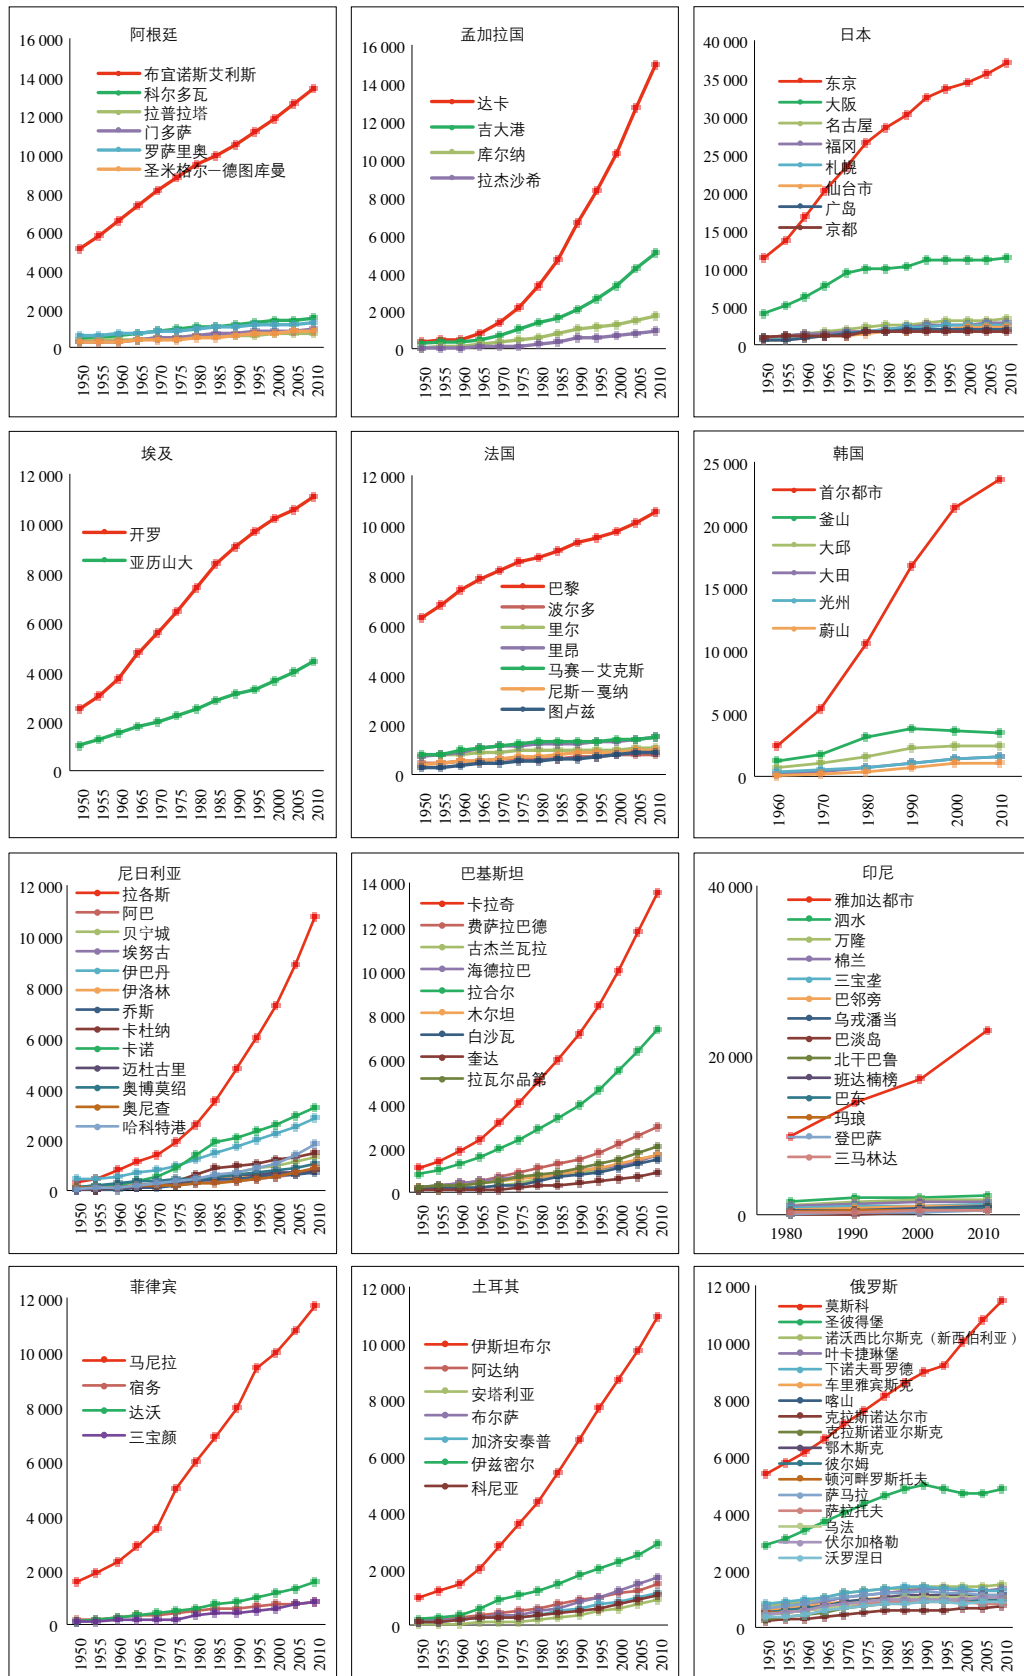 阿根廷
16 000
14 000
12 000
10 000
8 000
6 000
4 000
2 000
0
布宜诺斯艾利斯
科尔多瓦
拉普拉塔
门多萨
罗萨里奥
圣米格尔—德图库曼
1950 1955 1960 1965 1970 1975 1980 1985 1990 1995 2000 2005 2010
孟加拉国
16 000
14 000
12 000
10 000
8 000
6 000
4 000
2 000
0
达卡
吉大港
库尔纳
拉杰沙希
1950 1955 1960 1965 1970 1975 1980 1985 1990 1995 2000 2005 2010
日本
40 000
35 000
30 000
25 000
20 000
15 000
10 000
5 000
0
东京
大阪
名古屋
福冈
札幌
仙台市
广岛
京都
1950 1955 1960 1965 1970 1975 1980 1985 1990 1995 2000 2005 2010
埃及
12 000
10 000
8 000
6 000
4 000
2 000
0
开罗
亚历山大
1950 1955 1960 1965 1970 1975 1980 1985 1990 1995 2000 2005 2010
法国
12 000
10 000
8 000
6 000
4 000
2 000
0
巴黎
波尔多
里尔
里昂
马赛—艾克斯
尼斯—戛纳
图卢兹
1950 1955 1960 1965 1970 1975 1980 1985 1990 1995 2000 2005 2010
韩国
25 000
20 000
15 000
10 000
5 000
0
首尔都市
釜山
大邱
大田
光州
蔚山
1960 1970 1980 1990 2000 2010
尼日利亚
12 000
10 000
8 000
6 000
4 000
2 000
0
拉各斯
阿巴
贝宁城
埃努古
伊巴丹
伊洛林
乔斯
卡杜纳
卡诺
迈杜古里
奥博莫绍
奥尼查
哈科特港
1950 1955 1960 1965 1970 1975 1980 1985 1990 1995 2000 2005 2010
巴基斯坦
14 000
12 000
10 000
8 000
6 000
4 000
2 000
0
卡拉奇
费萨拉巴德
古杰兰瓦拉
海德拉巴
拉合尔
木尔坦
白沙瓦
奎达
拉瓦尔品第
1950 1955 1960 1965 1970 1975 1980 1985 1990 1995 2000 2005 2010
印尼
40 000
20 000
0
雅加达都市
泗水
万隆
棉兰
三宝垄
巴邻旁
乌戎潘当
巴淡岛
北干巴鲁
班达楠榜
巴东
玛琅
登巴萨
三马林达
1980 1990 2000 2010
菲律宾
12 000
10 000
8 000
6 000
4 000
2 000
0
马尼拉
宿务
达沃
三宝颜
1950 1955 1960 1965 1970 1975 1980 1985 1990 1995 2000 2005 2010
土耳其
12 000
10 000
8 000
6 000
4 000
2 000
0
伊斯坦布尔
阿达纳
安塔利亚
布尔萨
加济安泰普
伊兹密尔
科尼亚
1950 1955 1960 1965 1970 1975 1980 1985 1990 1995 2000 2005 2010
俄罗斯
12 000
10 000
8 000
6 000
4 000
2 000
0
莫斯科
圣彼得堡
诺沃西比尔斯克（新西伯利亚）
叶卡捷琳堡
下诺夫哥罗德
车里雅宾斯克
喀山
克拉斯诺达尔市
克拉斯诺亚尔斯克
鄂木斯克
彼尔姆
顿河畔罗斯托夫
萨马拉
萨拉托夫
乌法
伏尔加格勒
沃罗涅日
1950 1955 1960 1965 1970 1975 1980 1985 1990 1995 2000 2005 2010